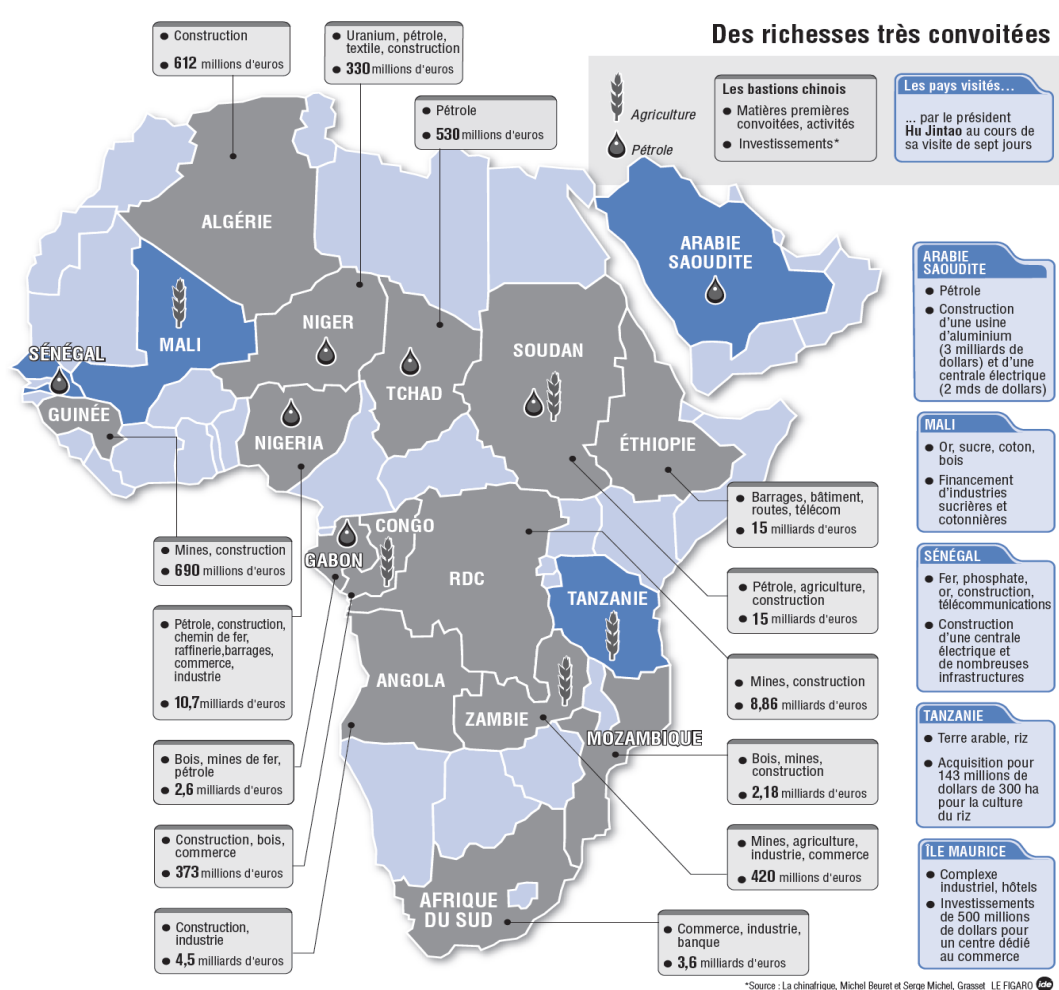 Des richesses très convoitées
Agriculture
Pétrole
Les bastions chinois
● Matières premières
convoitées, activités
● Investissements*
Les pays visités...
... par le président
Hu Jintao au cours de
sa visite de sept jours
● Construction
● 612 millions d'euros
● Uranium, pétrole,
textile, construction
● 330 millions d'euros
● Pétrole
● 530 millions d'euros
ALGÉRIE
ARABIE
SAOUDITE
MALI
NIGER
TCHAD
SOUDAN
SÉNÉGAL
GUINÉE
NIGERIA
ÉTHIOPIE
CONGO
GABON
RDC
TANZANIE
ANGOLA
ZAMBIE
MOZAMBIQUE
AFRIQUE
DU SUD
● Mines, construction
● 690 millions d'euros
● Pétrole, construction,
chemin de fer,
raffinerie,barrages,
commerce,
industrie
● 10,7milliards d'euros
● Bois, mines de fer,
pétrole
● 2,6 milliards d'euros
● Construction, bois,
commerce
● 373 millions d'euros
● Construction,
industrie
● 4,5 milliards d'euros
● Barrages, bâtiment,
routes, télécom
● 15 milliards d'euros
● Pétrole, agriculture,
construction
● 15 milliards d'euros
● Mines, construction
● 8,86 milliards d'euros
● Bois, mines,
construction
● 2,18 milliards d'euros
● Mines, agriculture,
industrie, commerce
● 420 millions d'euros
● Commerce, industrie,
banque
● 3,6 milliards d'euros
ARABIE
SAOUDITE
● Pétrole
● Construction
d'une usine
d'aluminium
(3 milliards de
dollars) et d'une
centrale électrique
(2 mds de dollars)
MALI
● Or, sucre, coton,
bois
● Financement
d'industries
sucrières et
cotonnières
SÉNÉGAL
● Fer, phosphate,
or, construction,
télécommunications
● Construction
d'une centrale
électrique et
de nombreuses
infrastructures
TANZANIE
● Terre arable, riz
● Acquisition pour
143 millions de
dollars de 300 ha
pour la culture
du riz
ÎLE MAURICE
● Complexe
industriel, hôtels
● Investissements
de 500 millions
de dollars pour
un centre dédié
au commerce
*Source : La chinafrique, Michel Beuret et Serge Michel, Grasset LE FIGARO ide